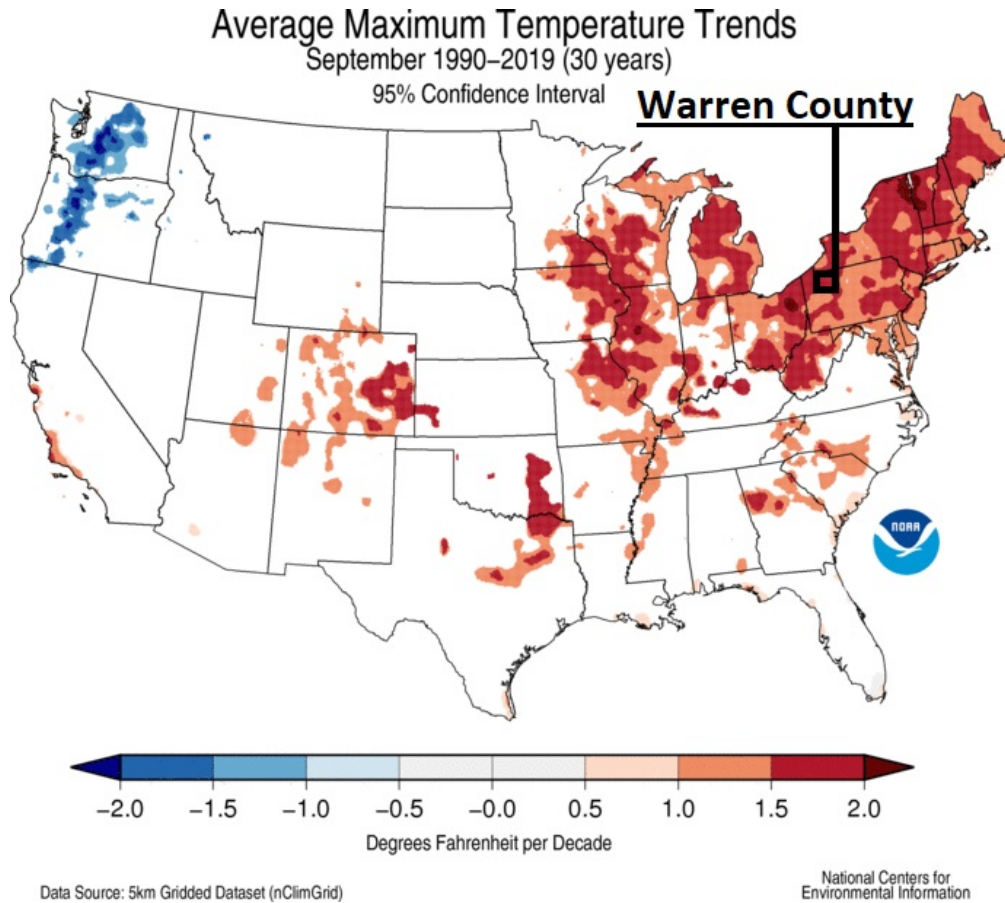 Average Maximum Temperature Trends
September 1990–2019 (30 years)
95% Confidence Interval
Warren County
NOAA
−2.0 −1.5 −1.0 −0.5 −0.0 0.5 1.0 1.5 2.0
Degrees Fahrenheit per Decade
Data Source: 5km Gridded Dataset (nClimGrid)
National Centers for
Environmental Information